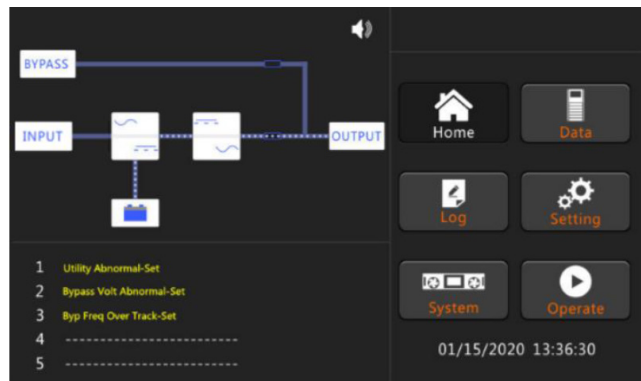 BYPASS
INPUT
OUTPUT
Home
Data
Log
Setting
System
Operate
1 Utility Abnormal-Set
2 Bypass Volt Abnormal-Set
3 Byp Freq Over Track-Set
4 -------------------------
5 -------------------------
01/15/2020 13:36:30